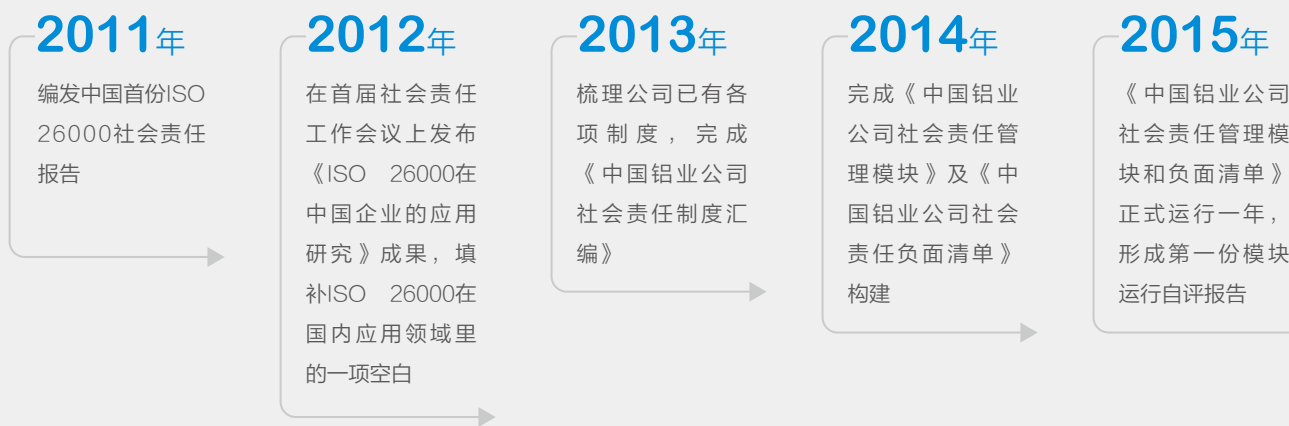 2011年
编发中国首份ISO
26000社会责任
报告
2012年
在首届社会责任
工作会议上发布
《ISO 26000在
中国企业的应用
研究》成果，填
补ISO 26000在
国内应用领域里
的一项空白
2013年
梳理公司已有各
项制度，完成
《中国铝业公司
社会责任制度汇
编》
2014年
完成《中国铝业
公司社会责任管
理模块》及《中
国铝业公司社会
责任负面清单》
构建
2015年
《中国铝业公司
社会责任管理模
块和负面清单》
正式运行一年，
形成第一份模块
运行自评报告